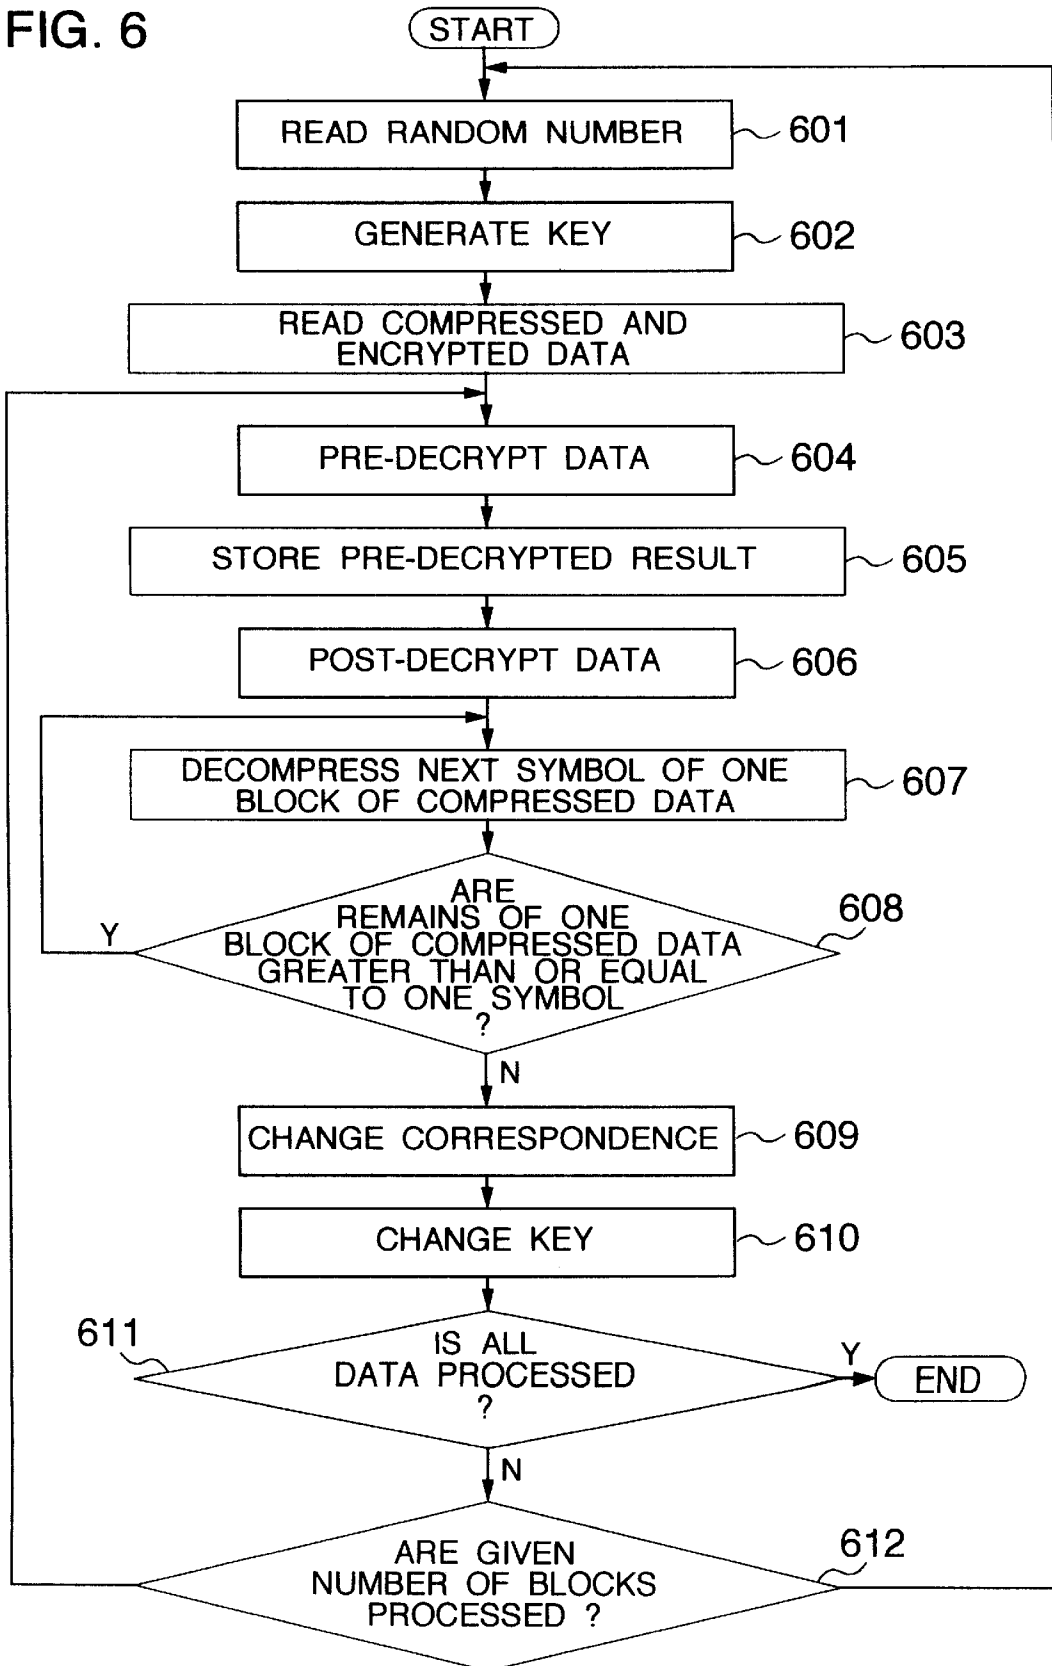 FIG. 6
START
READ RANDOM NUMBER
601
GENERATE KEY
602
READ COMPRESSED AND
ENCRYPTED DATA
603
PRE-DECRYPT DATA
604
STORE PRE-DECRYPTED RESULT
605
POST-DECRYPT DATA
606
DECOMPRESS NEXT SYMBOL OF ONE
BLOCK OF COMPRESSED DATA
607
ARE
REMAINS OF ONE
BLOCK OF COMPRESSED DATA
GREATER THAN OR EQUAL
TO ONE SYMBOL
?
608
Y
N
CHANGE CORRESPONDENCE
609
CHANGE KEY
610
611
IS ALL
DATA PROCESSED
?
Y
END
N
ARE GIVEN
NUMBER OF BLOCKS
PROCESSED ?
612